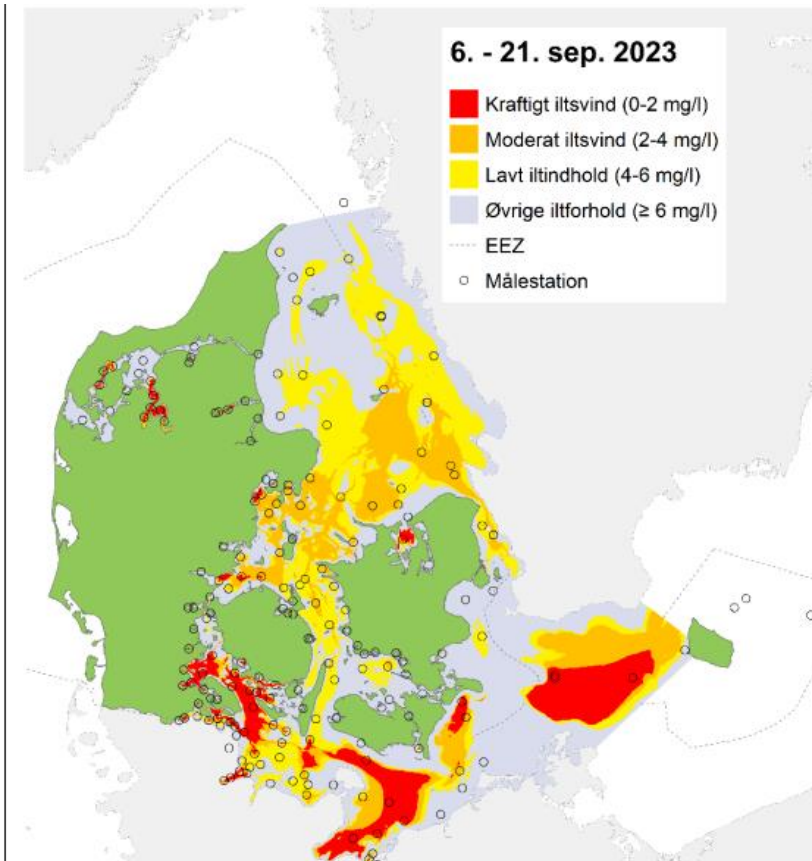 6. - 21. sep. 2023
Kraftigt iltsvind (0-2 mg/l)
Moderat iltsvind (2-4 mg/l)
Lavt iltindhold (4-6 mg/l)
Øvrige iltforhold (≥ 6 mg/l)
EEZ
Målestation